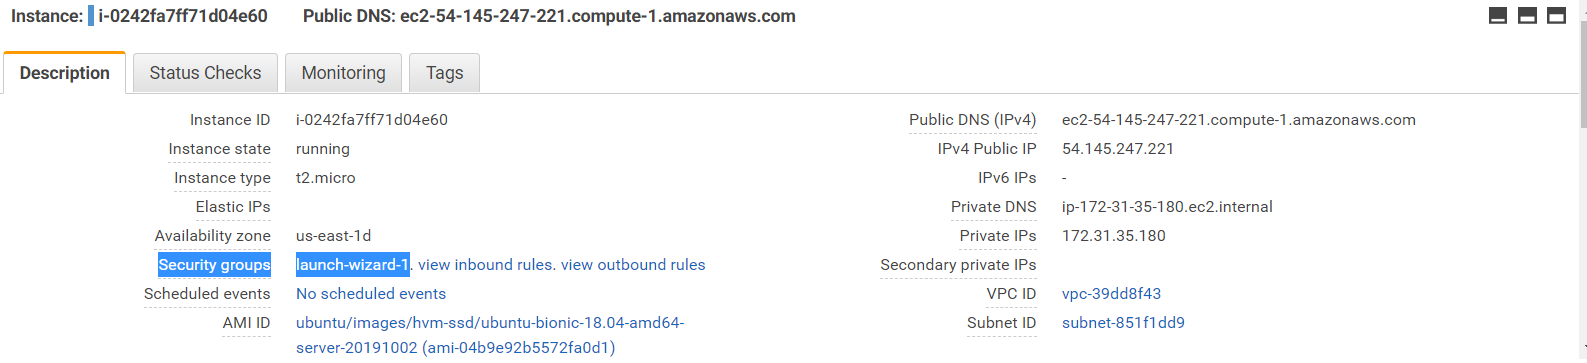 Instance: i-0242fa7ff71d04e60 Public DNS: ec2-54-145-247-221.compute-1.amazonaws.com
Description Status Checks Monitoring Tags
Instance ID i-0242fa7ff71d04e60 Public DNS (IPv4) ec2-54-145-247-221.compute-1.amazonaws.com
Instance state running IPv4 Public IP 54.145.247.221
Instance type t2.micro IPv6 IPs -
Elastic IPs Private DNS ip-172-31-35-180.ec2.internal
Availability zone us-east-1d Private IPs 172.31.35.180
Security groups launch-wizard-1. view inbound rules. view outbound rules Secondary private IPs
Scheduled events No scheduled events VPC ID vpc-39dd8f43
AMI ID ubuntu/images/hvm-ssd/ubuntu-bionic-18.04-amd64- Subnet ID subnet-851f1dd9
server-20191002 (ami-04b9e92b5572fa0d1)